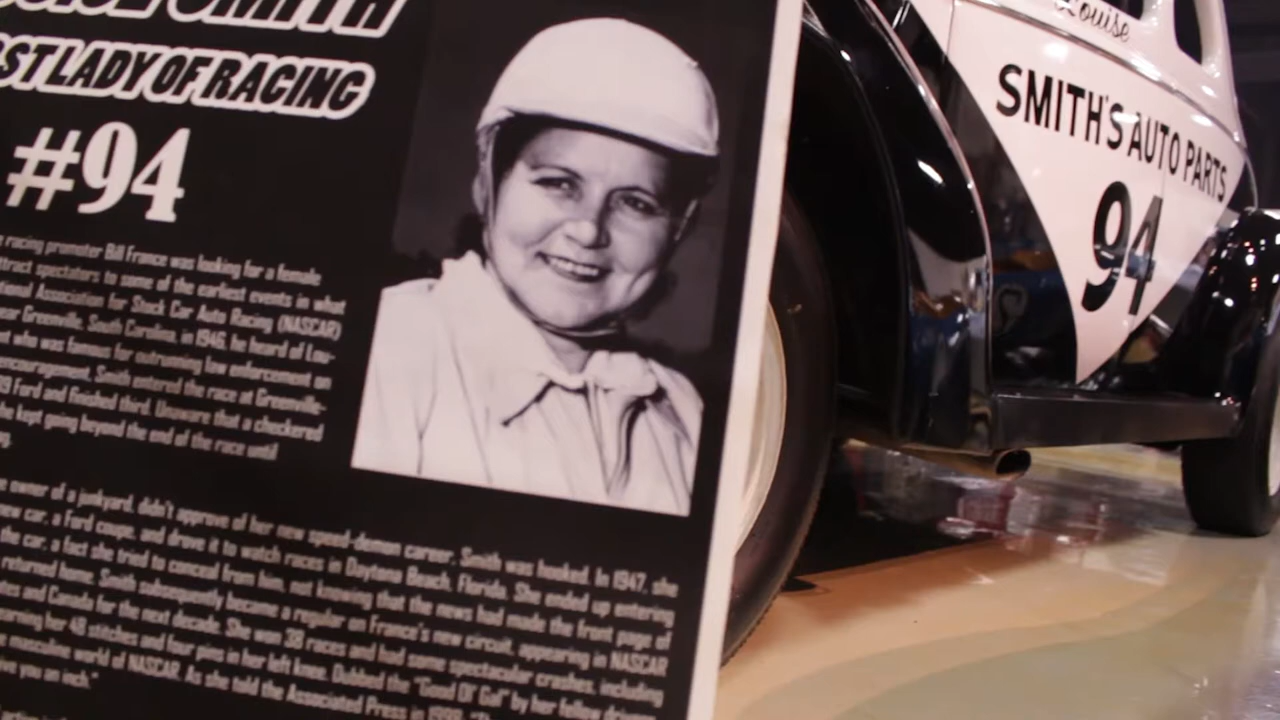 SMITH
ST LADY OF RACING
#94
racing promoter Bill France was looking for a female
ttract spectators to some of the earliest events in what
tional Association for Stock Car Auto Racing (NASCAR)
ear Greenville, South Carolina, in 1946, he heard of Lou-
who was famous for outrunning law enforcement on
encouragement, Smith entered the race at Greenville-
39 Ford and finished third. Unaware that a checkered
he kept going beyond the end of the race until
e owner of a junkyard, didn't approve of her new speed-demon career, Smith was hooked. In 1947, she
new car, a Ford coupe, and drove it to watch races in Daytona Beach, Florida. She ended up entering
the car, a fact she tried to conceal from him, not knowing that the news had made the front page of
returned home. Smith subsequently became a regular on France's new circuit, appearing in NASCAR
tes and Canada for the next decade. She won 38 races and had some spectacular crashes, including
earning her 48 stitches and four pins in her left knee. Dubbed the "Good Ol' Gal" by her fellow drivers
masculine world of NASCAR. As she told the Associated Press in
ive you an inch."
Louise
SMITH'S AUTO PARTS
94